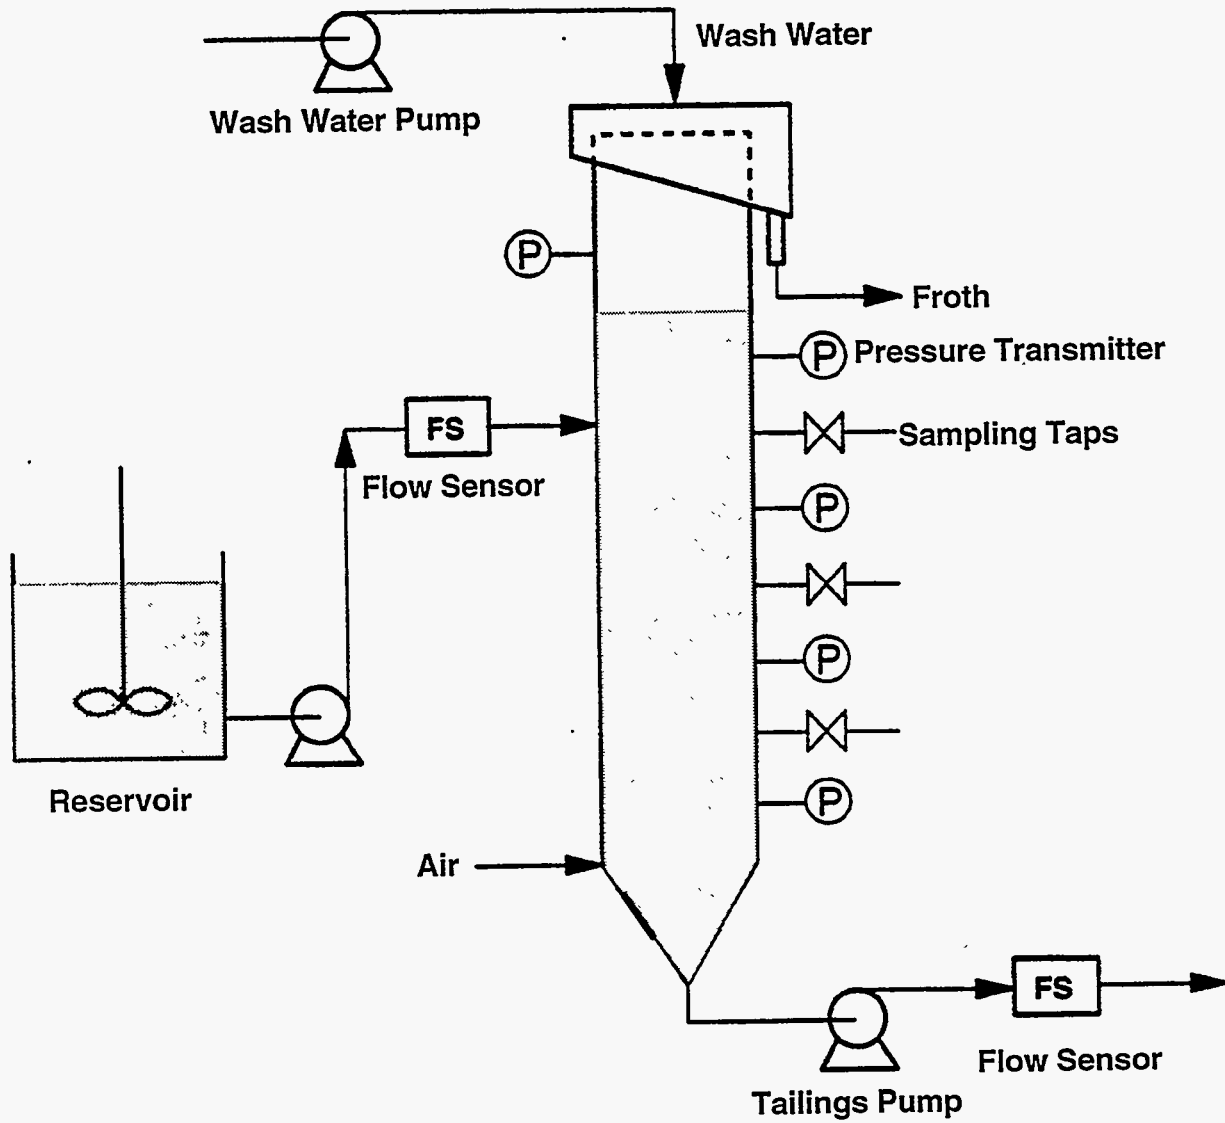 Wash Water
Wash Water Pump
P
Froth
P Pressure Transmitter
FS
Sampling Taps
Flow Sensor
P
P
Reservoir
P
Air
FS
Flow Sensor
Tailings Pump